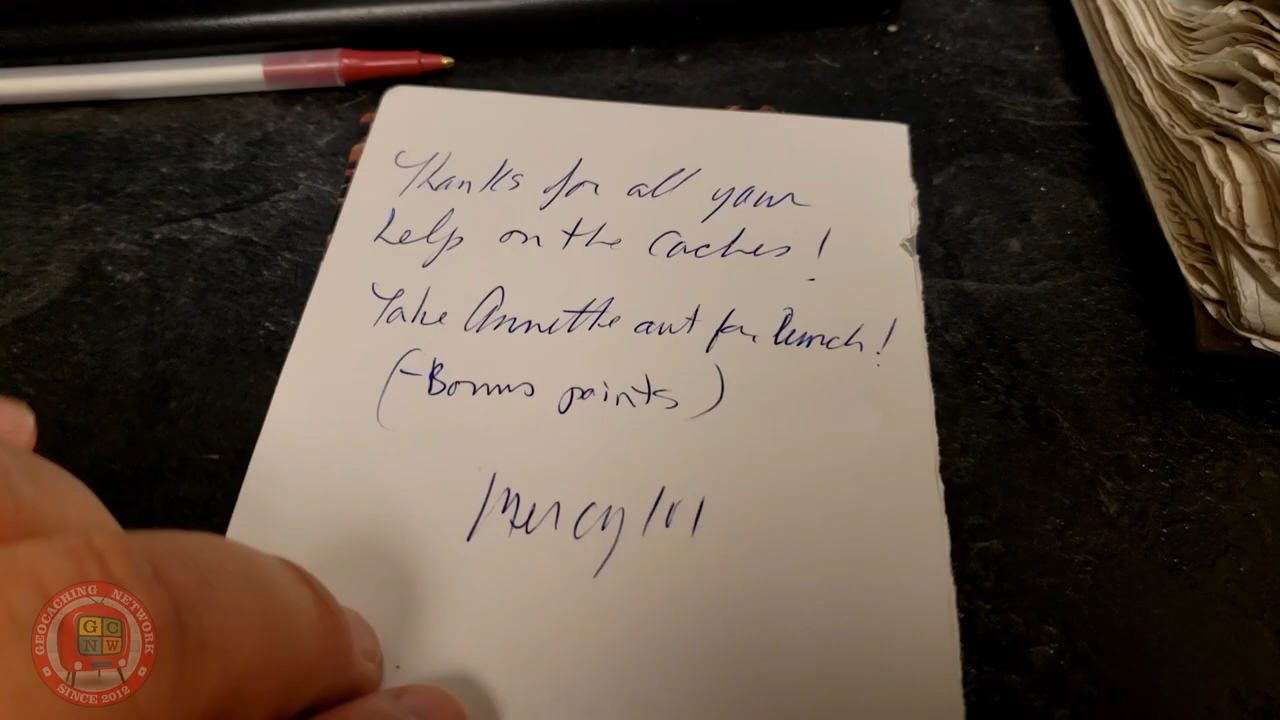 Thanks for all your
help on the caches!
Take Annette out for lunch!
(-Bonus points)
Mercy101
GEOCACHING NETWORK
GC
NW
SINCE 2012